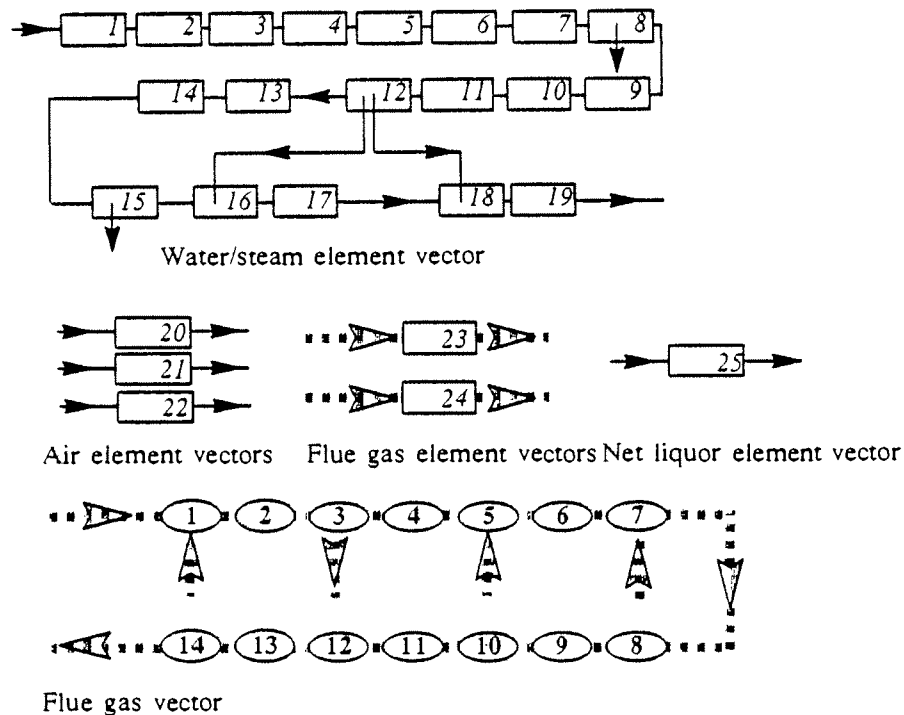 1 2 3 4 5 6 7 8
14 13 12 11 10 9
15 16 17 18 19
Water/steam element vector
20 23
21 25
22 24
Air element vectors Flue gas element vectors Net liquor element vector
1 2 3 4 5 6 7
14 13 12 11 10 9 8
Flue gas vector